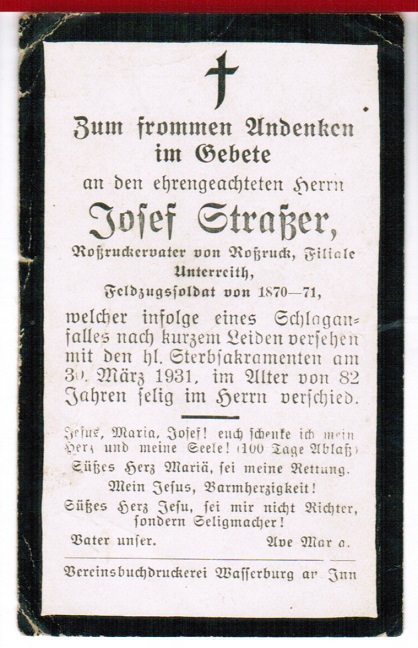 Zum frommen Andenken
im Gebete
an den ehrengeachteten Herrn
Josef Straßer,
Roßruckervater von Roßruck, Filiale
Unterreith,
Feldzugssoldat von 1870—71,
welcher infolge eines Schlagan-
falles nach kurzem Leiden versehen
mit den hl. Sterbsakramenten am
30. März 1931, im Alter von 82
Jahren selig im Herrn verschied.
Jesus, Maria, Josef! euch schenke ich mein
Herz und meine Seele! (100 Tage Ablaß)
Süßes Herz Mariä, sei meine Rettung.
Mein Jesus, Barmherzigkeit!
Süßes Herz Jesu, sei mir nicht Richter,
sondern Seligmacher!
Vater unser. Ave Mar a.
Vereinsbuchdruckerei Wasserburg an Inn